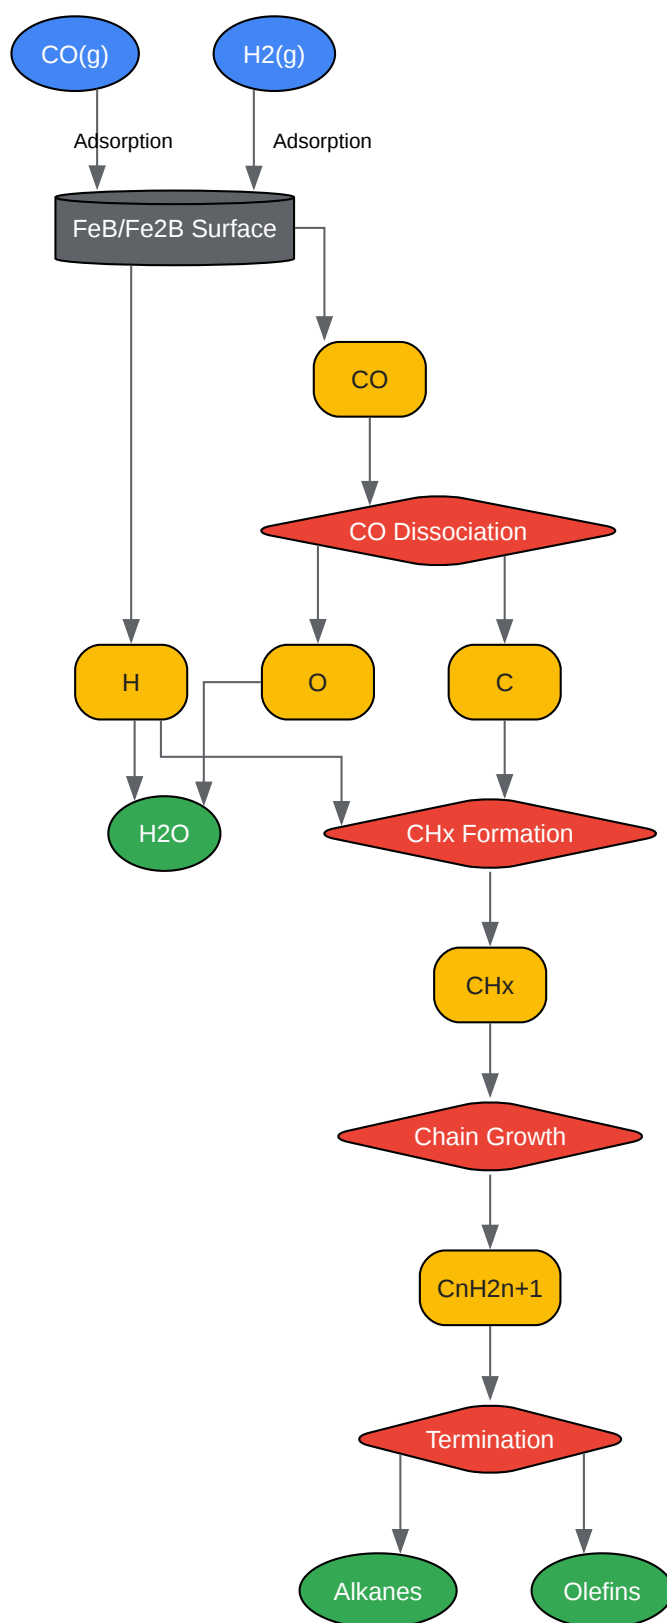 CO(g)
H2(g)
Adsorption
Adsorption
FeB/Fe2B Surface
CO
CO Dissociation
H
O
C
H2O
CHx Formation
CHx
Chain Growth
CnH2n+1
Termination
Alkanes
Olefins